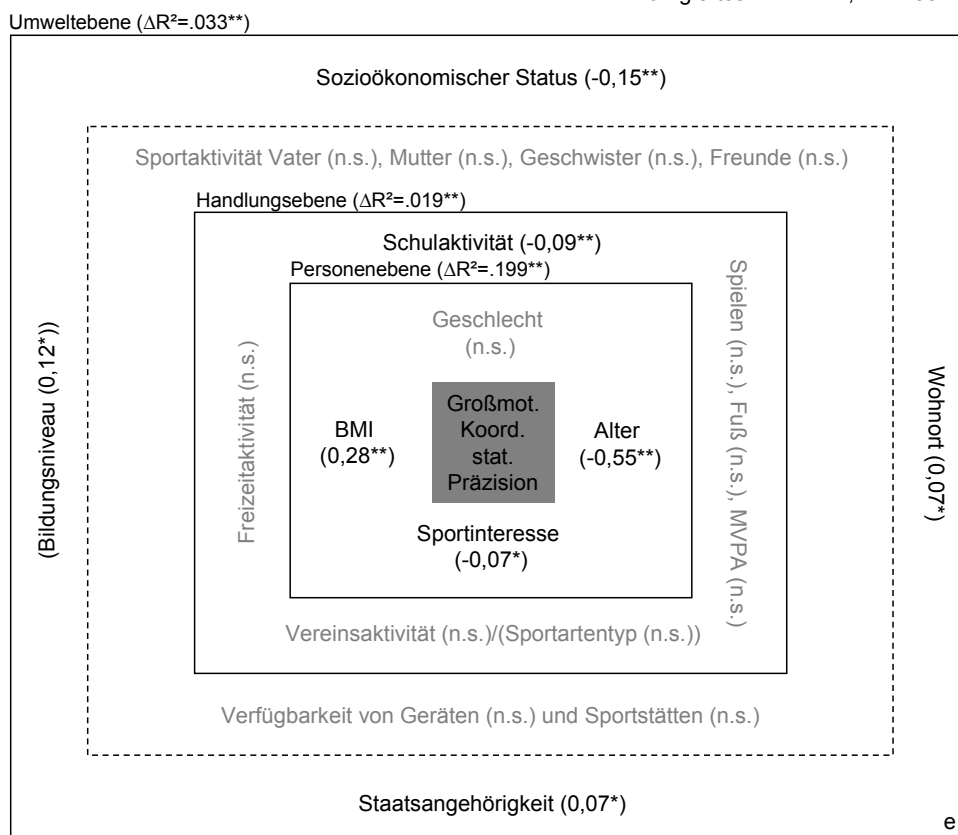 Umweltebene (ΔR²=.033**)
Sozioökonomischer Status (-0,15**)
Sportaktivität Vater (n.s.), Mutter (n.s.), Geschwister (n.s.), Freunde (n.s.)
Handlungsebene (ΔR²=.019**)
Schulaktivität (-0,09**)
Personenebene (ΔR²=.199**)
Geschlecht
(n.s.)
(Bildungsniveau (0,12*))
Freizeitaktivität (n.s.)
BMI
(0,28**)
Großmot.
Koord.
stat.
Präzision
Alter
(-0,55**)
Spielen (n.s.), Fuß (n.s.), MVPA (n.s.)
Wohnort (0,07*)
Sportinteresse
(-0,07*)
Vereinsaktivität (n.s.)/(Sportartentyp (n.s.))
Verfügbarkeit von Geräten (n.s.) und Sportstätten (n.s.)
Staatsangehörigkeit (0,07*)
e